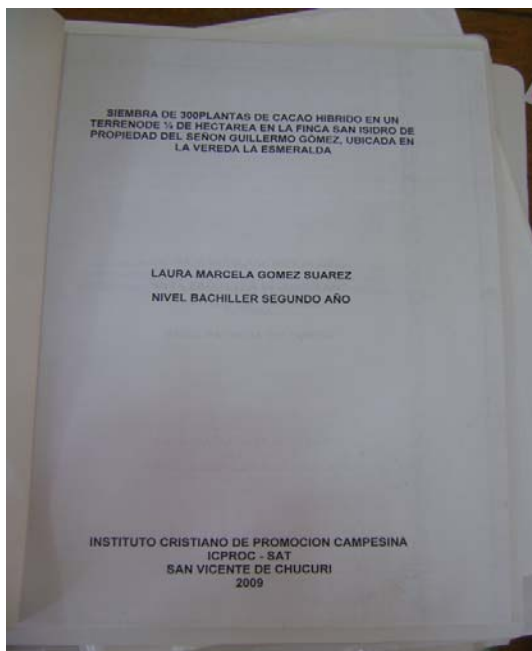 SIEMBRA DE 300PLANTAS DE CACAO HIBRIDO EN UN
TERRENODE ¼ DE HECTAREA EN LA FINCA SAN ISIDRO DE
PROPIEDAD DEL SEÑON GUILLERMO GÓMEZ, UBICADA EN
LA VEREDA LA ESMERALDA
LAURA MARCELA GOMEZ SUAREZ
NIVEL BACHILLER SEGUNDO AÑO
INSTITUTO CRISTIANO DE PROMOCION CAMPESINA
ICPROC - SAT
SAN VICENTE DE CHUCURI
2009